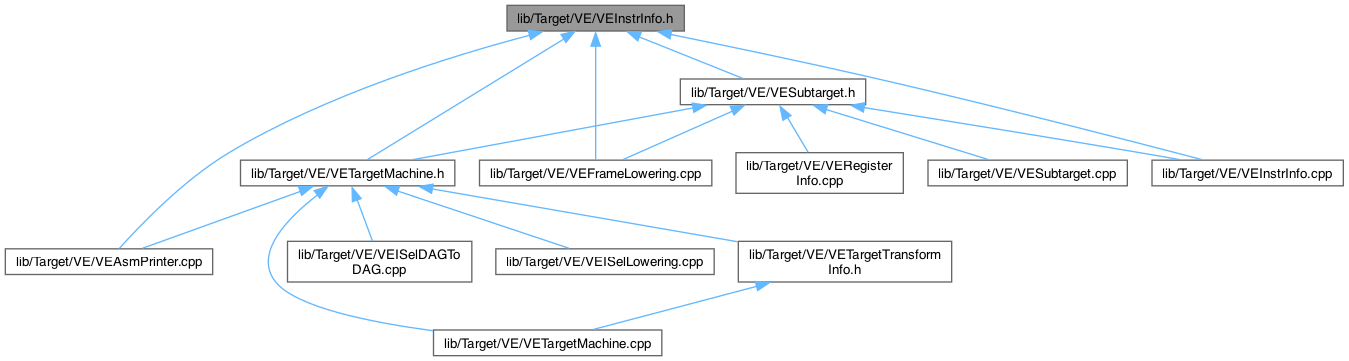 lib/Target/VE/VEInstrInfo.h
lib/Target/VE/VESubtarget.h
lib/Target/VE/VETargetMachine.h
lib/Target/VE/VEFrameLowering.cpp
lib/Target/VE/VERegister
Info.cpp
lib/Target/VE/VESubtarget.cpp
lib/Target/VE/VEInstrInfo.cpp
lib/Target/VE/VEAsmPrinter.cpp
lib/Target/VE/VEISelDAGTo
DAG.cpp
lib/Target/VE/VEISelLowering.cpp
lib/Target/VE/VETargetTransform
Info.h
lib/Target/VE/VETargetMachine.cpp